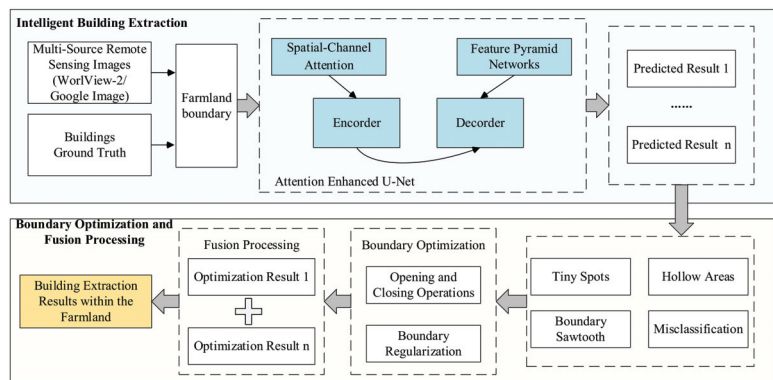 Intelligent Building Extraction
Multi-Source Remote
Sensing Images
(WorlView-2/
Google Image)
Buildings
Ground Truth
Farmland
boundary
Spatial-Channel
Attention
Feature Pyramid
Networks
Encorder
Decorder
Attention Enhanced U-Net
Predicted Result 1
......
Predicted Result n
Boundary Optimization and
Fusion Processing
Building Extraction
Results within the
Farmland
Fusion Processing
Optimization Result 1
Optimization Result n
Boundary Optimization
Opening and
Closing Operations
Boundary
Regularization
Tiny Spots
Hollow Areas
Boundary
Sawtooth
Misclassification